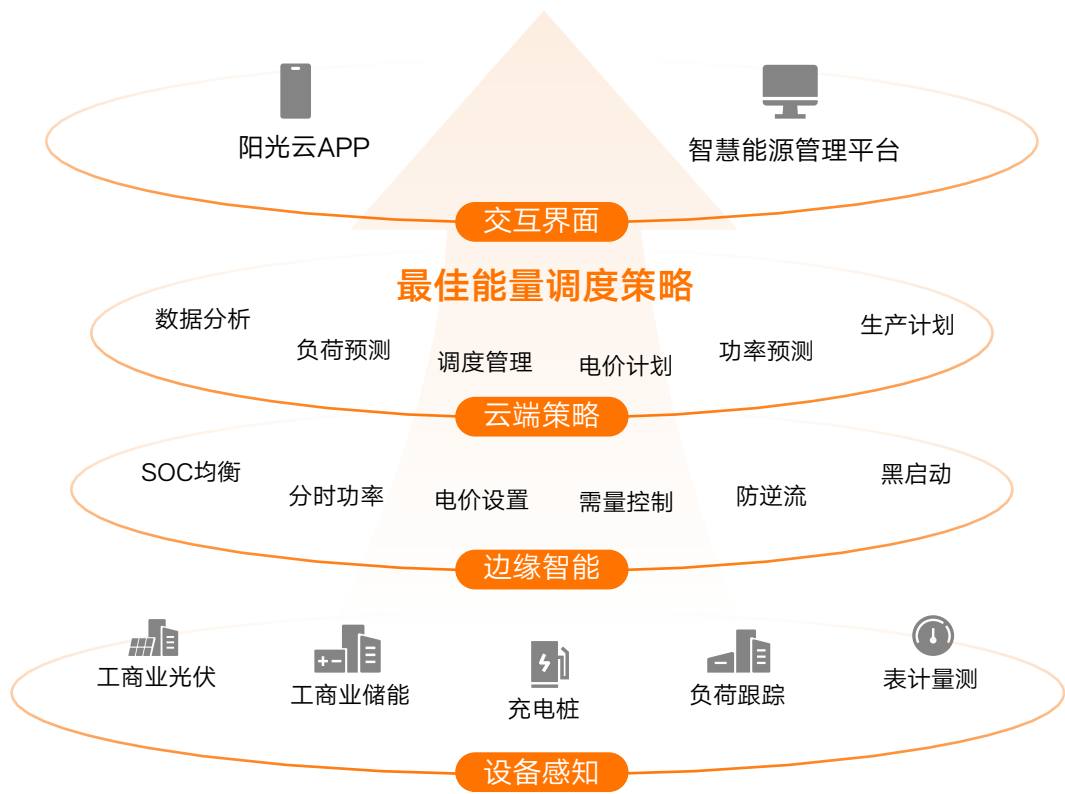 阳光云APP
智慧能源管理平台
交互界面
最佳能量调度策略
数据分析
负荷预测
调度管理
电价计划
功率预测
生产计划
云端策略
SOC均衡
分时功率
电价设置
需量控制
防逆流
黑启动
边缘智能
工商业光伏
工商业储能
充电桩
负荷跟踪
表计量测
设备感知